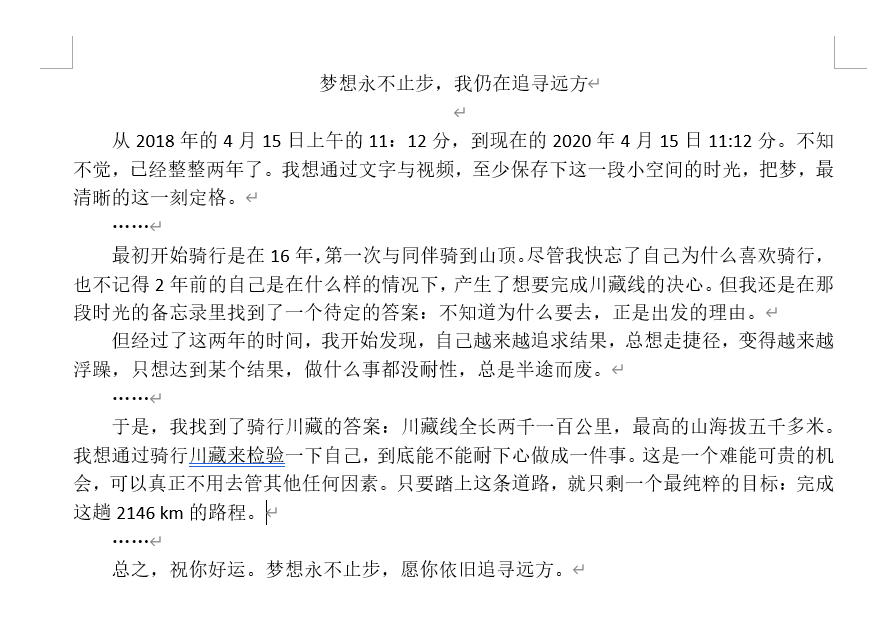 梦想永不止步，我仍在追寻远方
从 2018 年的 4 月 15 日上午的 11：12 分，到现在的 2020 年 4 月 15 日 11:12 分。不知
不觉，已经整整两年了。我想通过文字与视频，至少保存下这一段小空间的时光，把梦，最
清晰的这一刻定格。
……
最初开始骑行是在 16 年，第一次与同伴骑到山顶。尽管我快忘了自己为什么喜欢骑行，
也不记得 2 年前的自己是在什么样的情况下，产生了想要完成川藏线的决心。但我还是在那
段时光的备忘录里找到了一个待定的答案：不知道为什么要去，正是出发的理由。
但经过了这两年的时间，我开始发现，自己越来越追求结果，总想走捷径，变得越来越
浮躁，只想达到某个结果，做什么事都没耐性，总是半途而废。
……
于是，我找到了骑行川藏的答案：川藏线全长两千一百公里，最高的山海拔五千多米。
我想通过骑行川藏来检验一下自己，到底能不能耐下心做成一件事。这是一个难能可贵的机
会，可以真正不用去管其他任何因素。只要踏上这条道路，就只剩一个最纯粹的目标：完成
这趟 2146 km 的路程。
……
总之，祝你好运。梦想永不止步，愿你依旧追寻远方。